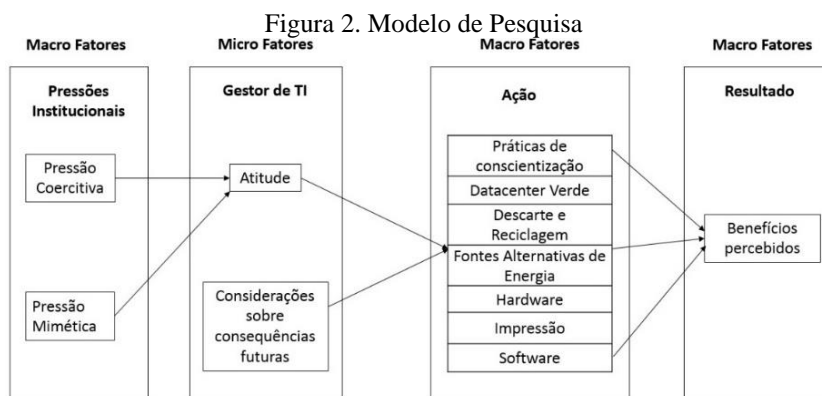 Figura 2. Modelo de Pesquisa
Macro Fatores
Micro Fatores
Macro Fatores
Macro Fatores
Pressões
Institucionais
Pressão
Coercitiva
Pressão
Mimética
Gestor de TI
Atitude
Considerações
sobre
consequências
futuras
Ação
Práticas de
conscientização
Datacenter Verde
Descarte e
Reciclagem
Fontes Alternativas de
Energia
Hardware
Impressão
Software
Resultado
Benefícios
percebidos